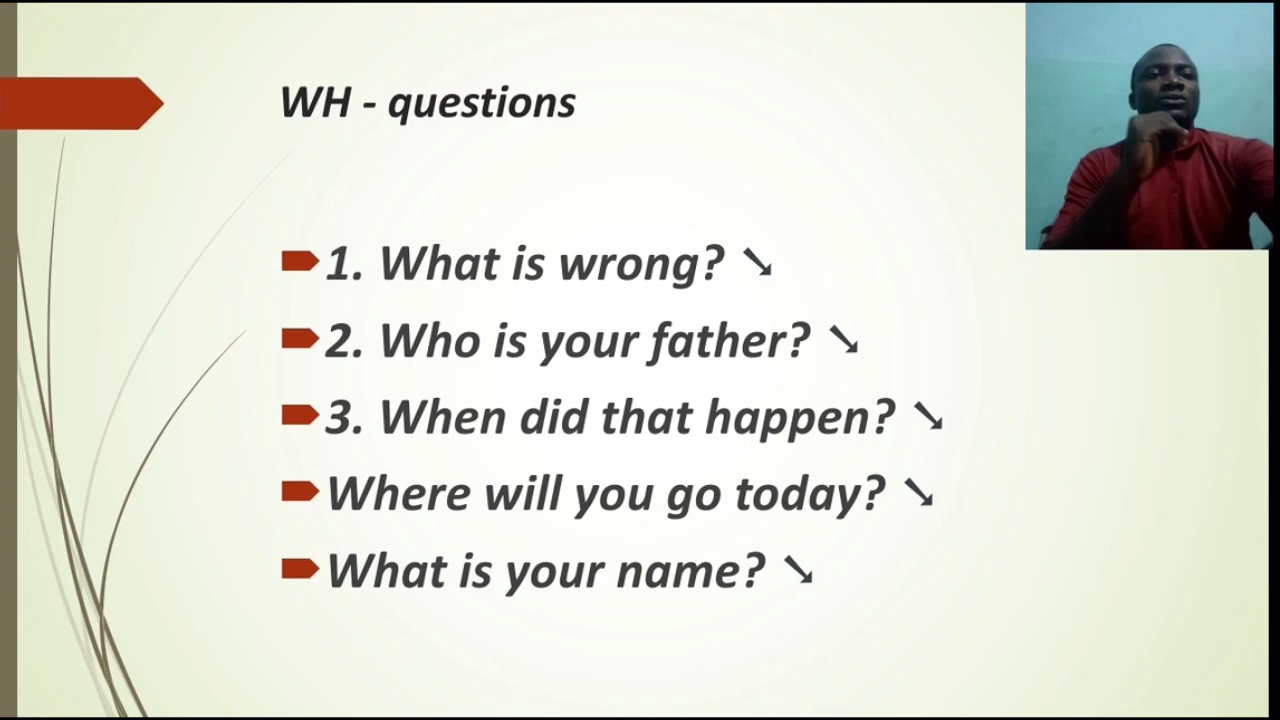 WH - questions
1. What is wrong? ➘
2. Who is your father? ➘
3. When did that happen? ➘
Where will you go today? ➘
What is your name? ➘